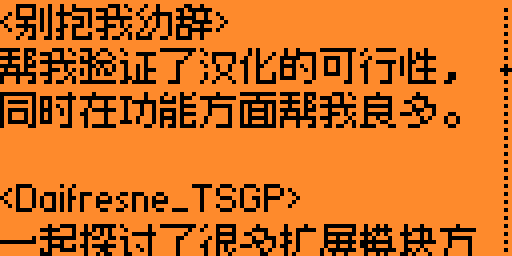 <别抱我辞>
帮我验证了汉化的可行性，
同时在功能方面帮我良多。
<Daifresne_TSGP>
一起探讨了很多扩展模块方